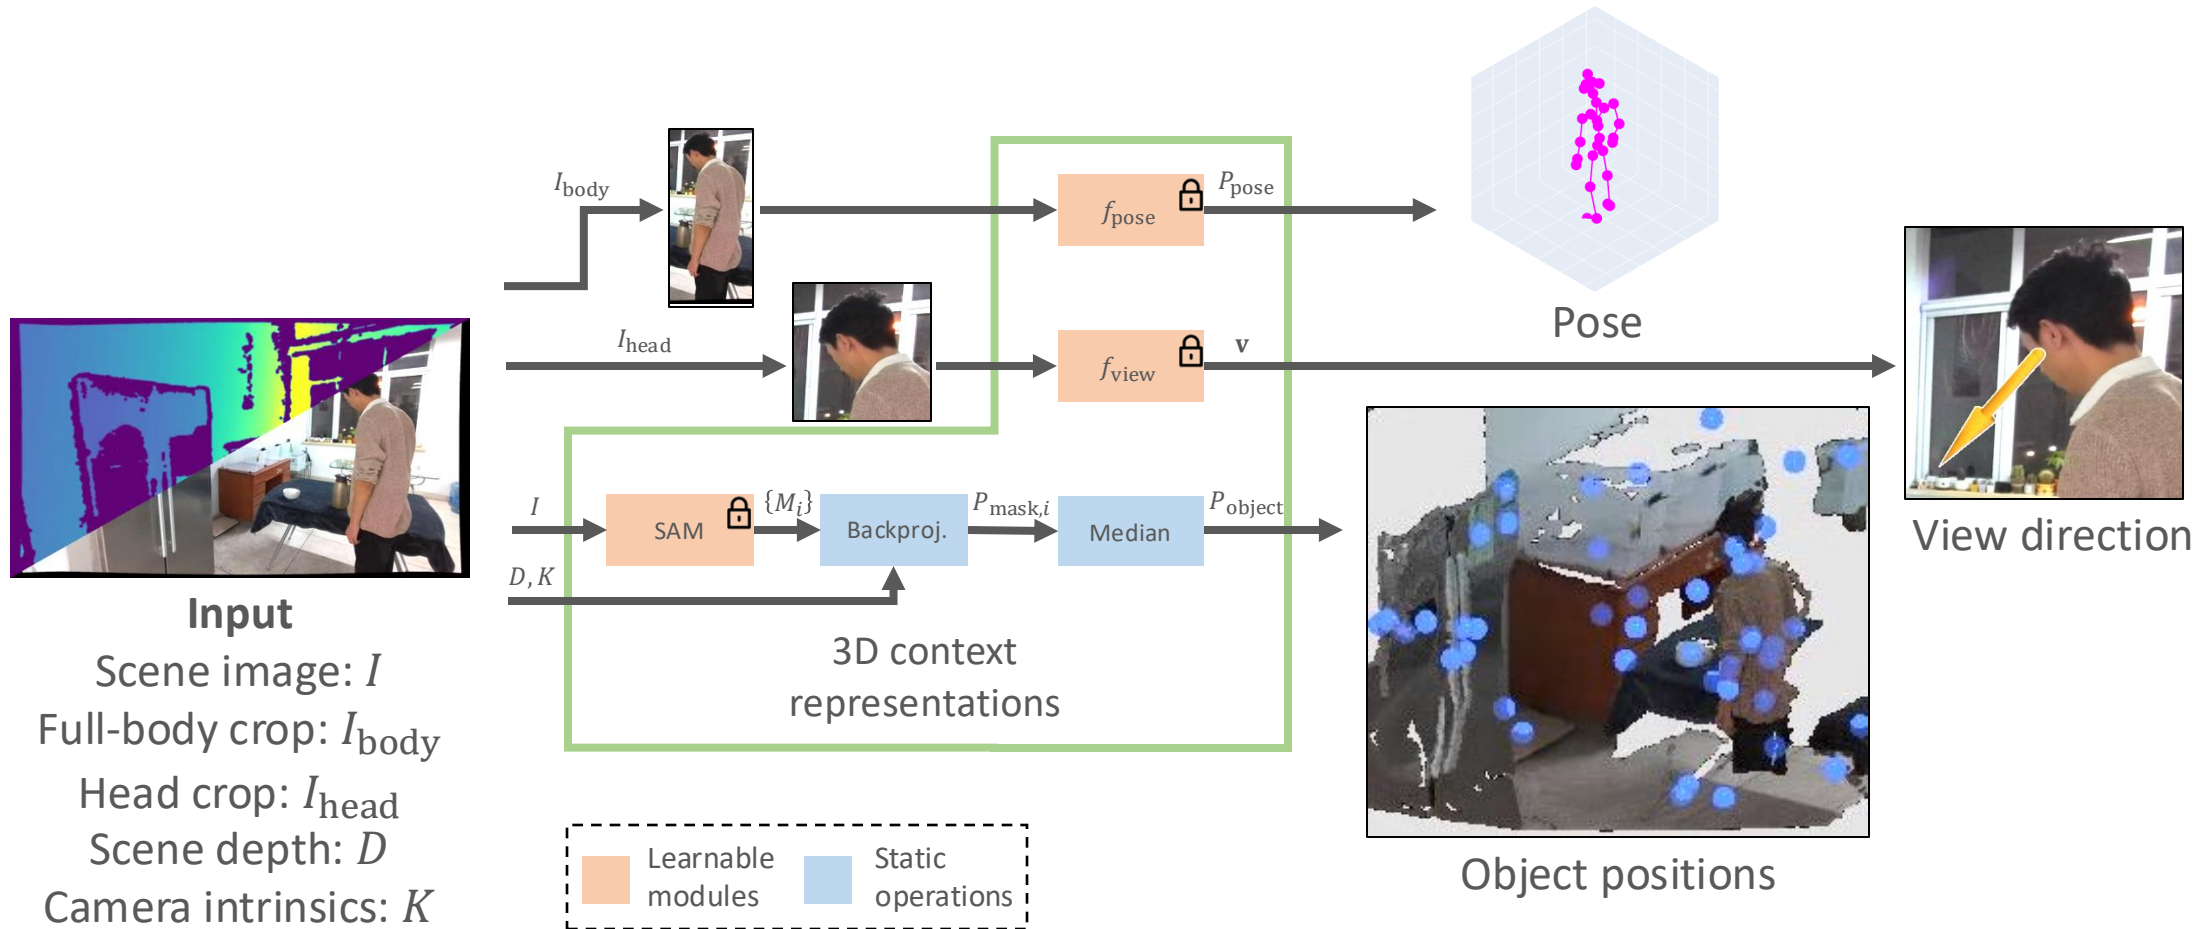 Input
Scene image: I
Full-body crop: I_body
Head crop: I_head
Scene depth: D
Camera intrinsics: K
I_body
I_head
I
D, K
f_pose
P_pose
f_view
v
SAM
{M_i}
Backproj.
P_mask,i
Median
P_object
3D context
representations
Learnable
modules
Static
operations
Pose
View direction
Object positions